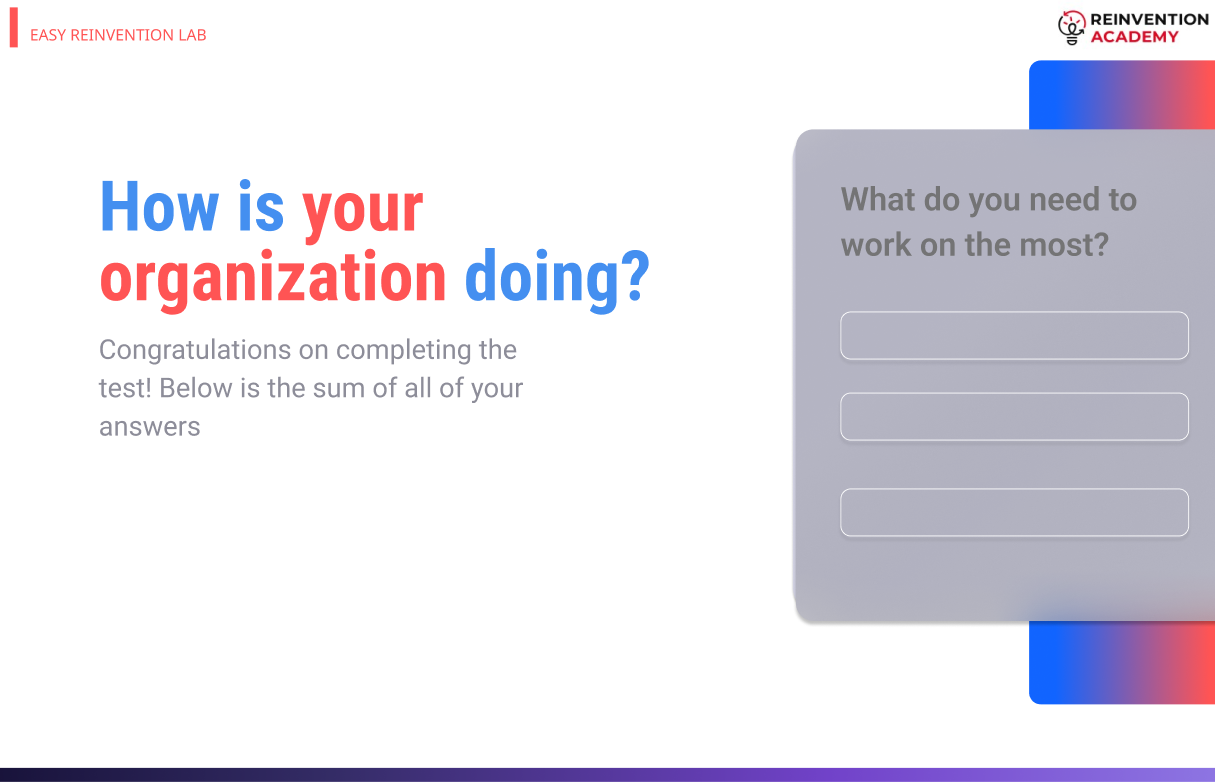 EASY REINVENTION LAB
REINVENTION
ACADEMY
How is your
organization doing?
Congratulations on completing the
test! Below is the sum of all of your
answers
What do you need to
work on the most?